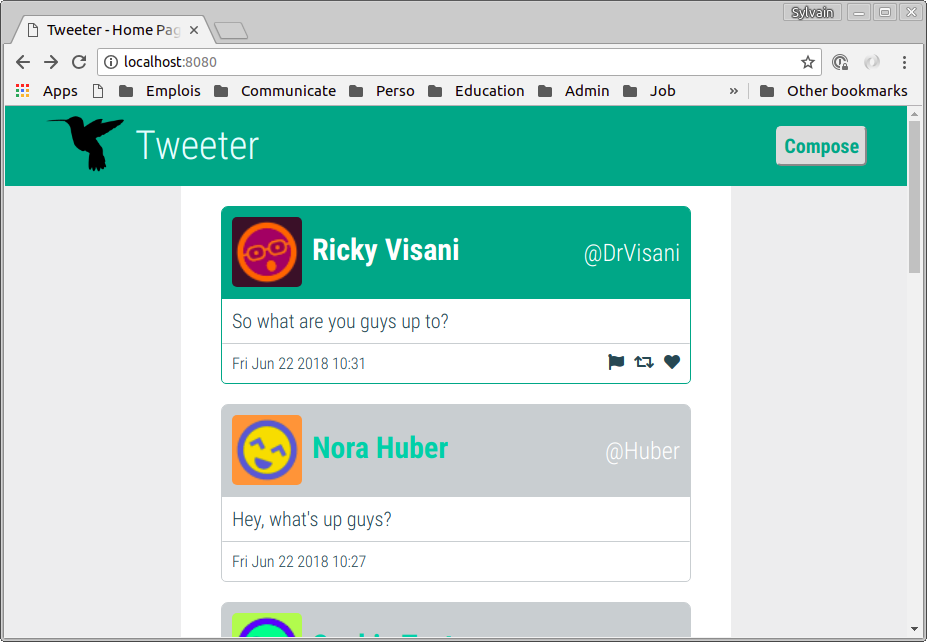 Sylvain
Tweeter - Home Pag
localhost:8080
Apps Emplois Communicate Perso Education Admin Job » Other bookmarks
Tweeter
Compose
Ricky Visani @DrVisani
So what are you guys up to?
Fri Jun 22 2018 10:31
Nora Huber @Huber
Hey, what's up guys?
Fri Jun 22 2018 10:27